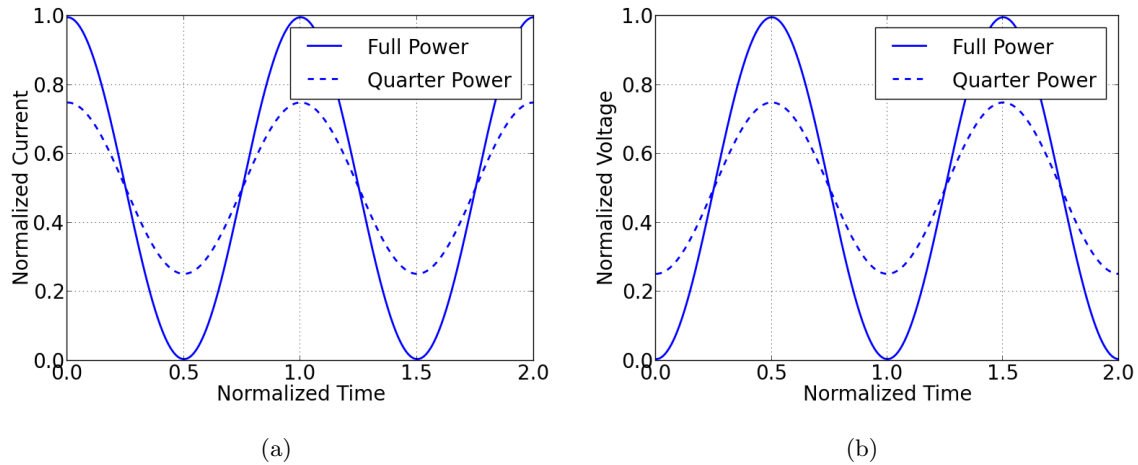 1.0
0.8
0.6
0.4
0.2
0.0
0.0
0.5
1.0
1.5
2.0
Normalized Current
Normalized Time
Full Power
Quarter Power
(a)
1.0
0.8
0.6
0.4
0.2
0.0
0.0
0.5
1.0
1.5
2.0
Normalized Voltage
Normalized Time
Full Power
Quarter Power
(b)